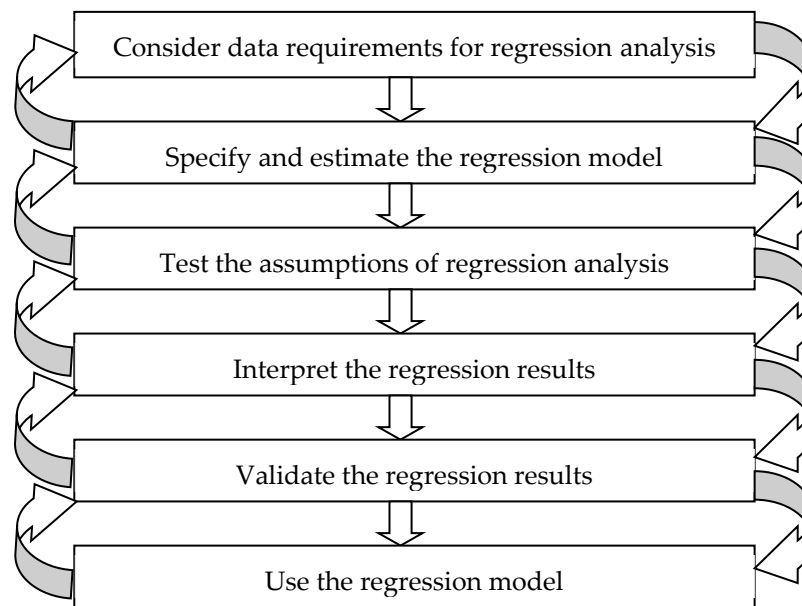 Consider data requirements for regression analysis
Specify and estimate the regression model
Test the assumptions of regression analysis
Interpret the regression results
Validate the regression results
Use the regression model